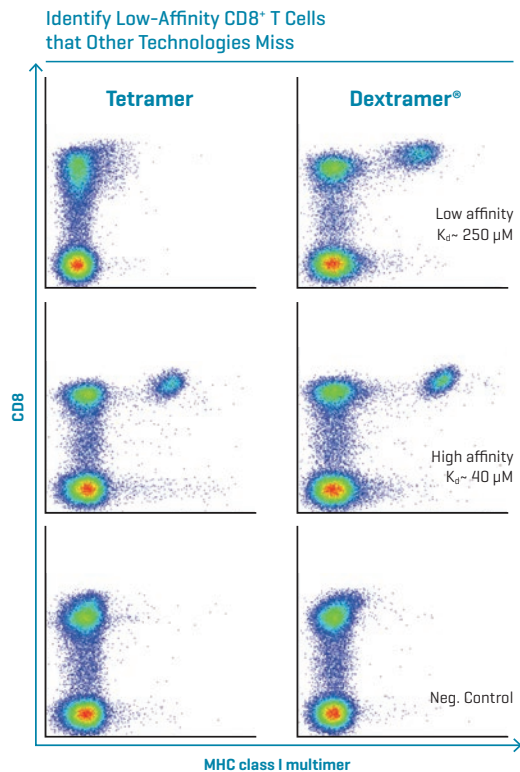 Identify Low-Affinity CD8⁺ T Cells
that Other Technologies Miss
Tetramer
Dextramer®
Low affinity
K_d~ 250 µM
CD8
High affinity
K_d~ 40 µM
Neg. Control
MHC class I multimer